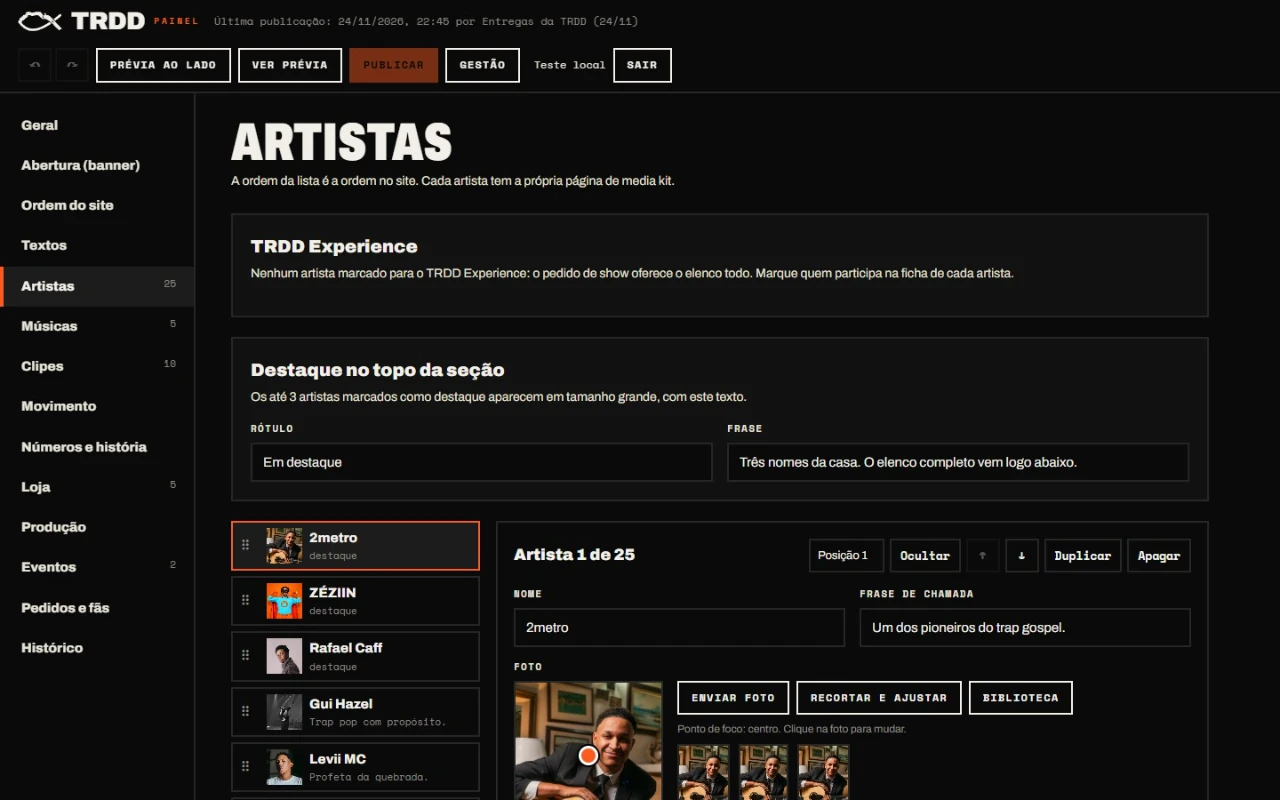 TRDD PAINEL Última publicação: 24/11/2026, 22:45 por Entregas da TRDD (24/11)
PRÉVIA AO LADO VER PRÉVIA PUBLICAR GESTÃO Teste local SAIR
Geral
Abertura (banner)
Ordem do site
Textos
Artistas 25
Músicas 5
Clipes 10
Movimento
Números e história
Loja 5
Produção
Eventos 2
Pedidos e fãs
Histórico
ARTISTAS
A ordem da lista é a ordem no site. Cada artista tem a própria página de media kit.
TRDD Experience
Nenhum artista marcado para o TRDD Experience: o pedido de show oferece o elenco todo. Marque quem participa na ficha de cada artista.
Destaque no topo da seção
Os até 3 artistas marcados como destaque aparecem em tamanho grande, com este texto.
RÓTULO FRASE
Em destaque Três nomes da casa. O elenco completo vem logo abaixo.
2metro
destaque
ZÉZIIN
destaque
Rafael Caff
destaque
Gui Hazel
Trap pop com propósito.
Levii MC
Profeta da quebrada.
Artista 1 de 25 Posição 1 Ocultar ↑ ↓ Duplicar Apagar
NOME FRASE DE CHAMADA
2metro Um dos pioneiros do trap gospel.
FOTO
ENVIAR FOTO RECORTAR E AJUSTAR BIBLIOTECA
Ponto de foco: centro. Clique na foto para mudar.